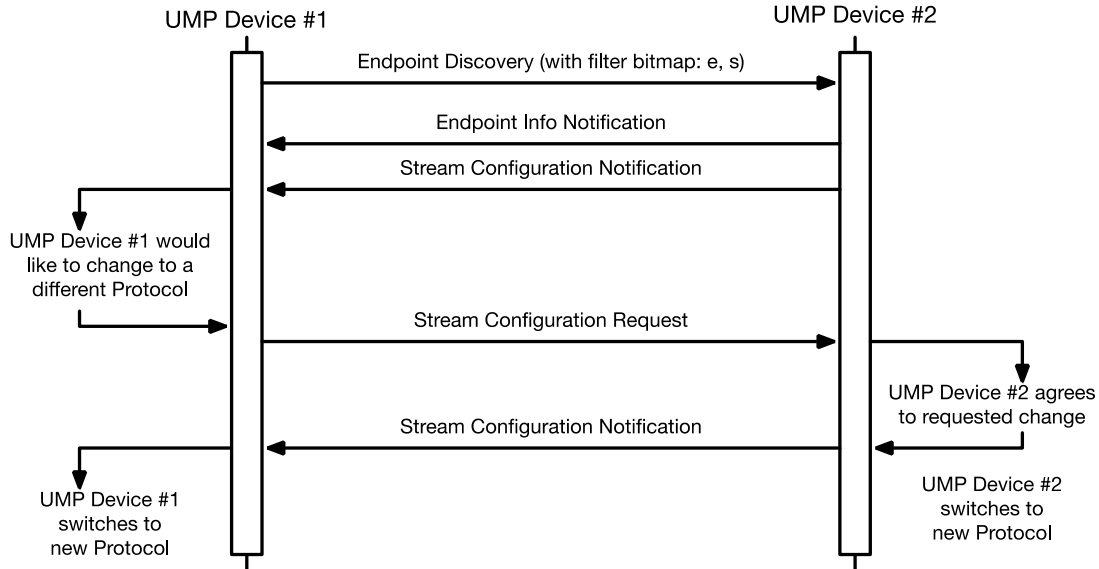 UMP Device #1
UMP Device #2
Endpoint Discovery (with filter bitmap: e, s)
Endpoint Info Notification
Stream Configuration Notification
UMP Device #1 would
like to change to a
different Protocol
Stream Configuration Request
UMP Device #2 agrees
to requested change
Stream Configuration Notification
UMP Device #1
switches to
new Protocol
UMP Device #2
switches to
new Protocol